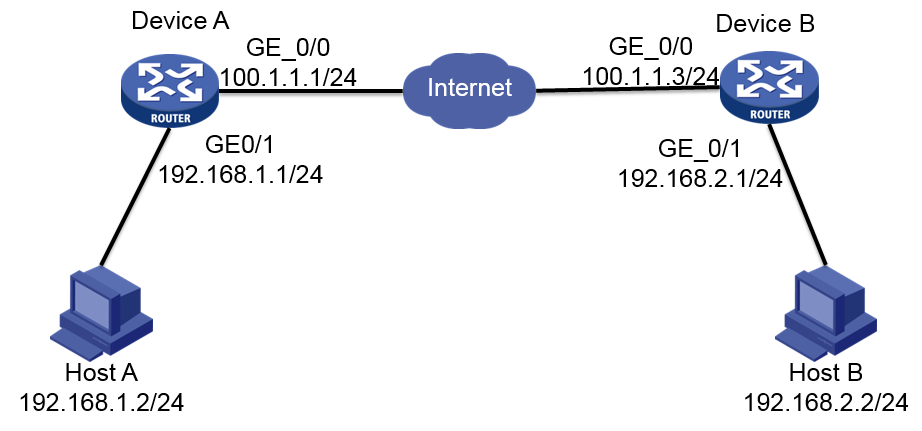 Device A
Device B
GE_0/0
100.1.1.1/24
Internet
GE_0/0
100.1.1.3/24
ROUTER
ROUTER
GE0/1
192.168.1.1/24
GE_0/1
192.168.2.1/24
Host A
192.168.1.2/24
Host B
192.168.2.2/24